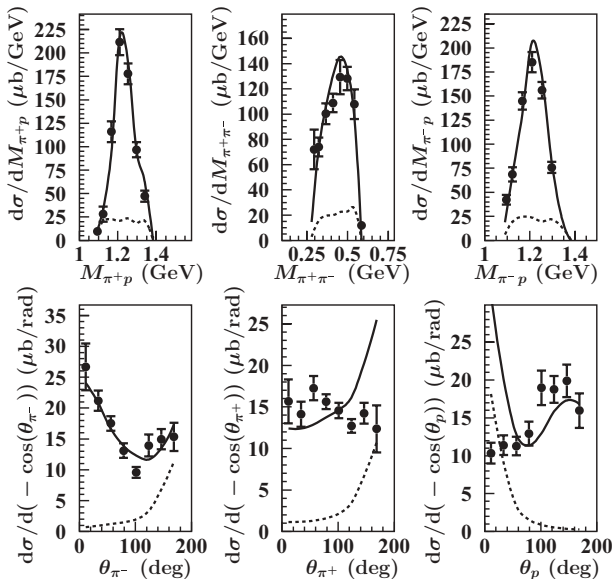 dσ/dM_{π+p} (μb/GeV)
225
200
175
150
125
100
75
50
25
0
1 1.2 1.4
M_{π+p} (GeV)
dσ/dM_{π+π−} (μb/GeV)
160
140
120
100
80
60
40
20
0
0.25 0.5 0.75
M_{π+π−} (GeV)
dσ/dM_{π−p} (μb/GeV)
225
200
175
150
125
100
75
50
25
0
1 1.2 1.4
M_{π−p} (GeV)
dσ/d( − cos(θ_{π−})) (μb/rad)
35
30
25
20
15
10
5
0
0 100 200
θ_{π−} (deg)
dσ/d( − cos(θ_{π+})) (μb/rad)
25
20
15
10
5
0
0 100 200
θ_{π+} (deg)
dσ/d( − cos(θ_p)) (μb/rad)
25
20
15
10
5
0
0 100 200
θ_p (deg)